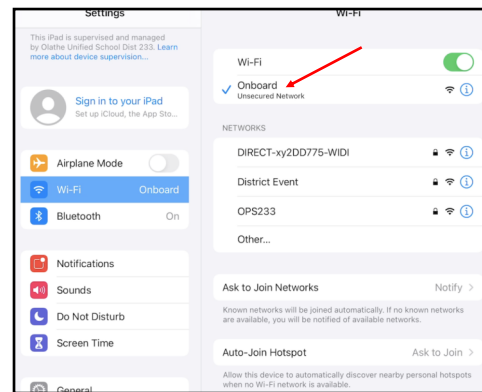 Settings
This iPad is supervised and managed
by Olathe Unified School Dist 233. Learn
more about device supervision...
Sign in to your iPad
Set up iCloud, the App Sto...
Airplane Mode
Wi-Fi Onboard
Bluetooth On
Notifications
Sounds
Do Not Disturb
Screen Time
General
Wi-Fi
Wi-Fi
Onboard
Unsecured Network
NETWORKS
DIRECT-xy2DD775-WIDI
District Event
OPS233
Other...
Ask to Join Networks Notify >
Known networks will be joined automatically. If no known networks
are available, you will be notified of available networks.
Auto-Join Hotspot Ask to Join >
Allow this device to automatically discover nearby personal hotspots
when no Wi-Fi network is available.